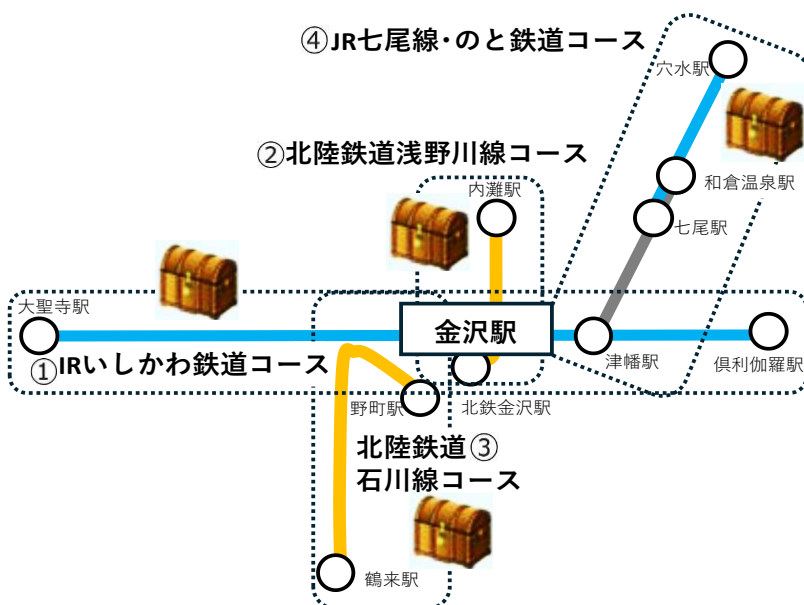 ④JR七尾線・のと鉄道コース
穴水駅
②北陸鉄道浅野川線コース
内灘駅
和倉温泉駅
七尾駅
大聖寺駅
金沢駅
①IRいしかわ鉄道コース
津幡駅
倶利伽羅駅
野町駅
北鉄金沢駅
北陸鉄道③
石川線コース
鶴来駅